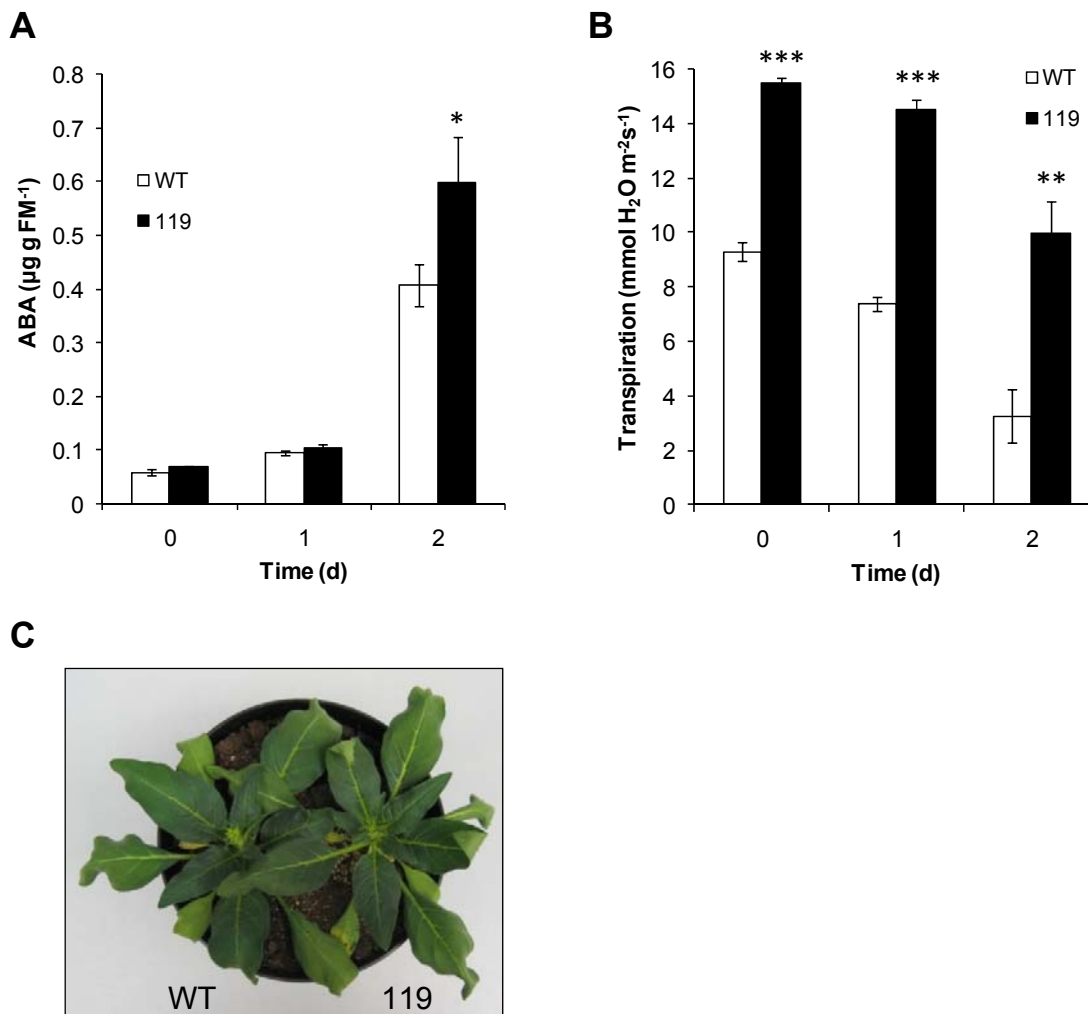 A
ABA (µg g FM⁻¹)
0.8
0.7
0.6
0.5
0.4
0.3
0.2
0.1
0
WT
119
*
0 1 2
Time (d)
B
Transpiration (mmol H₂O m⁻²s⁻¹)
16
14
12
10
8
6
4
2
0
***
***
**
WT
119
0 1 2
Time (d)
C
WT 119